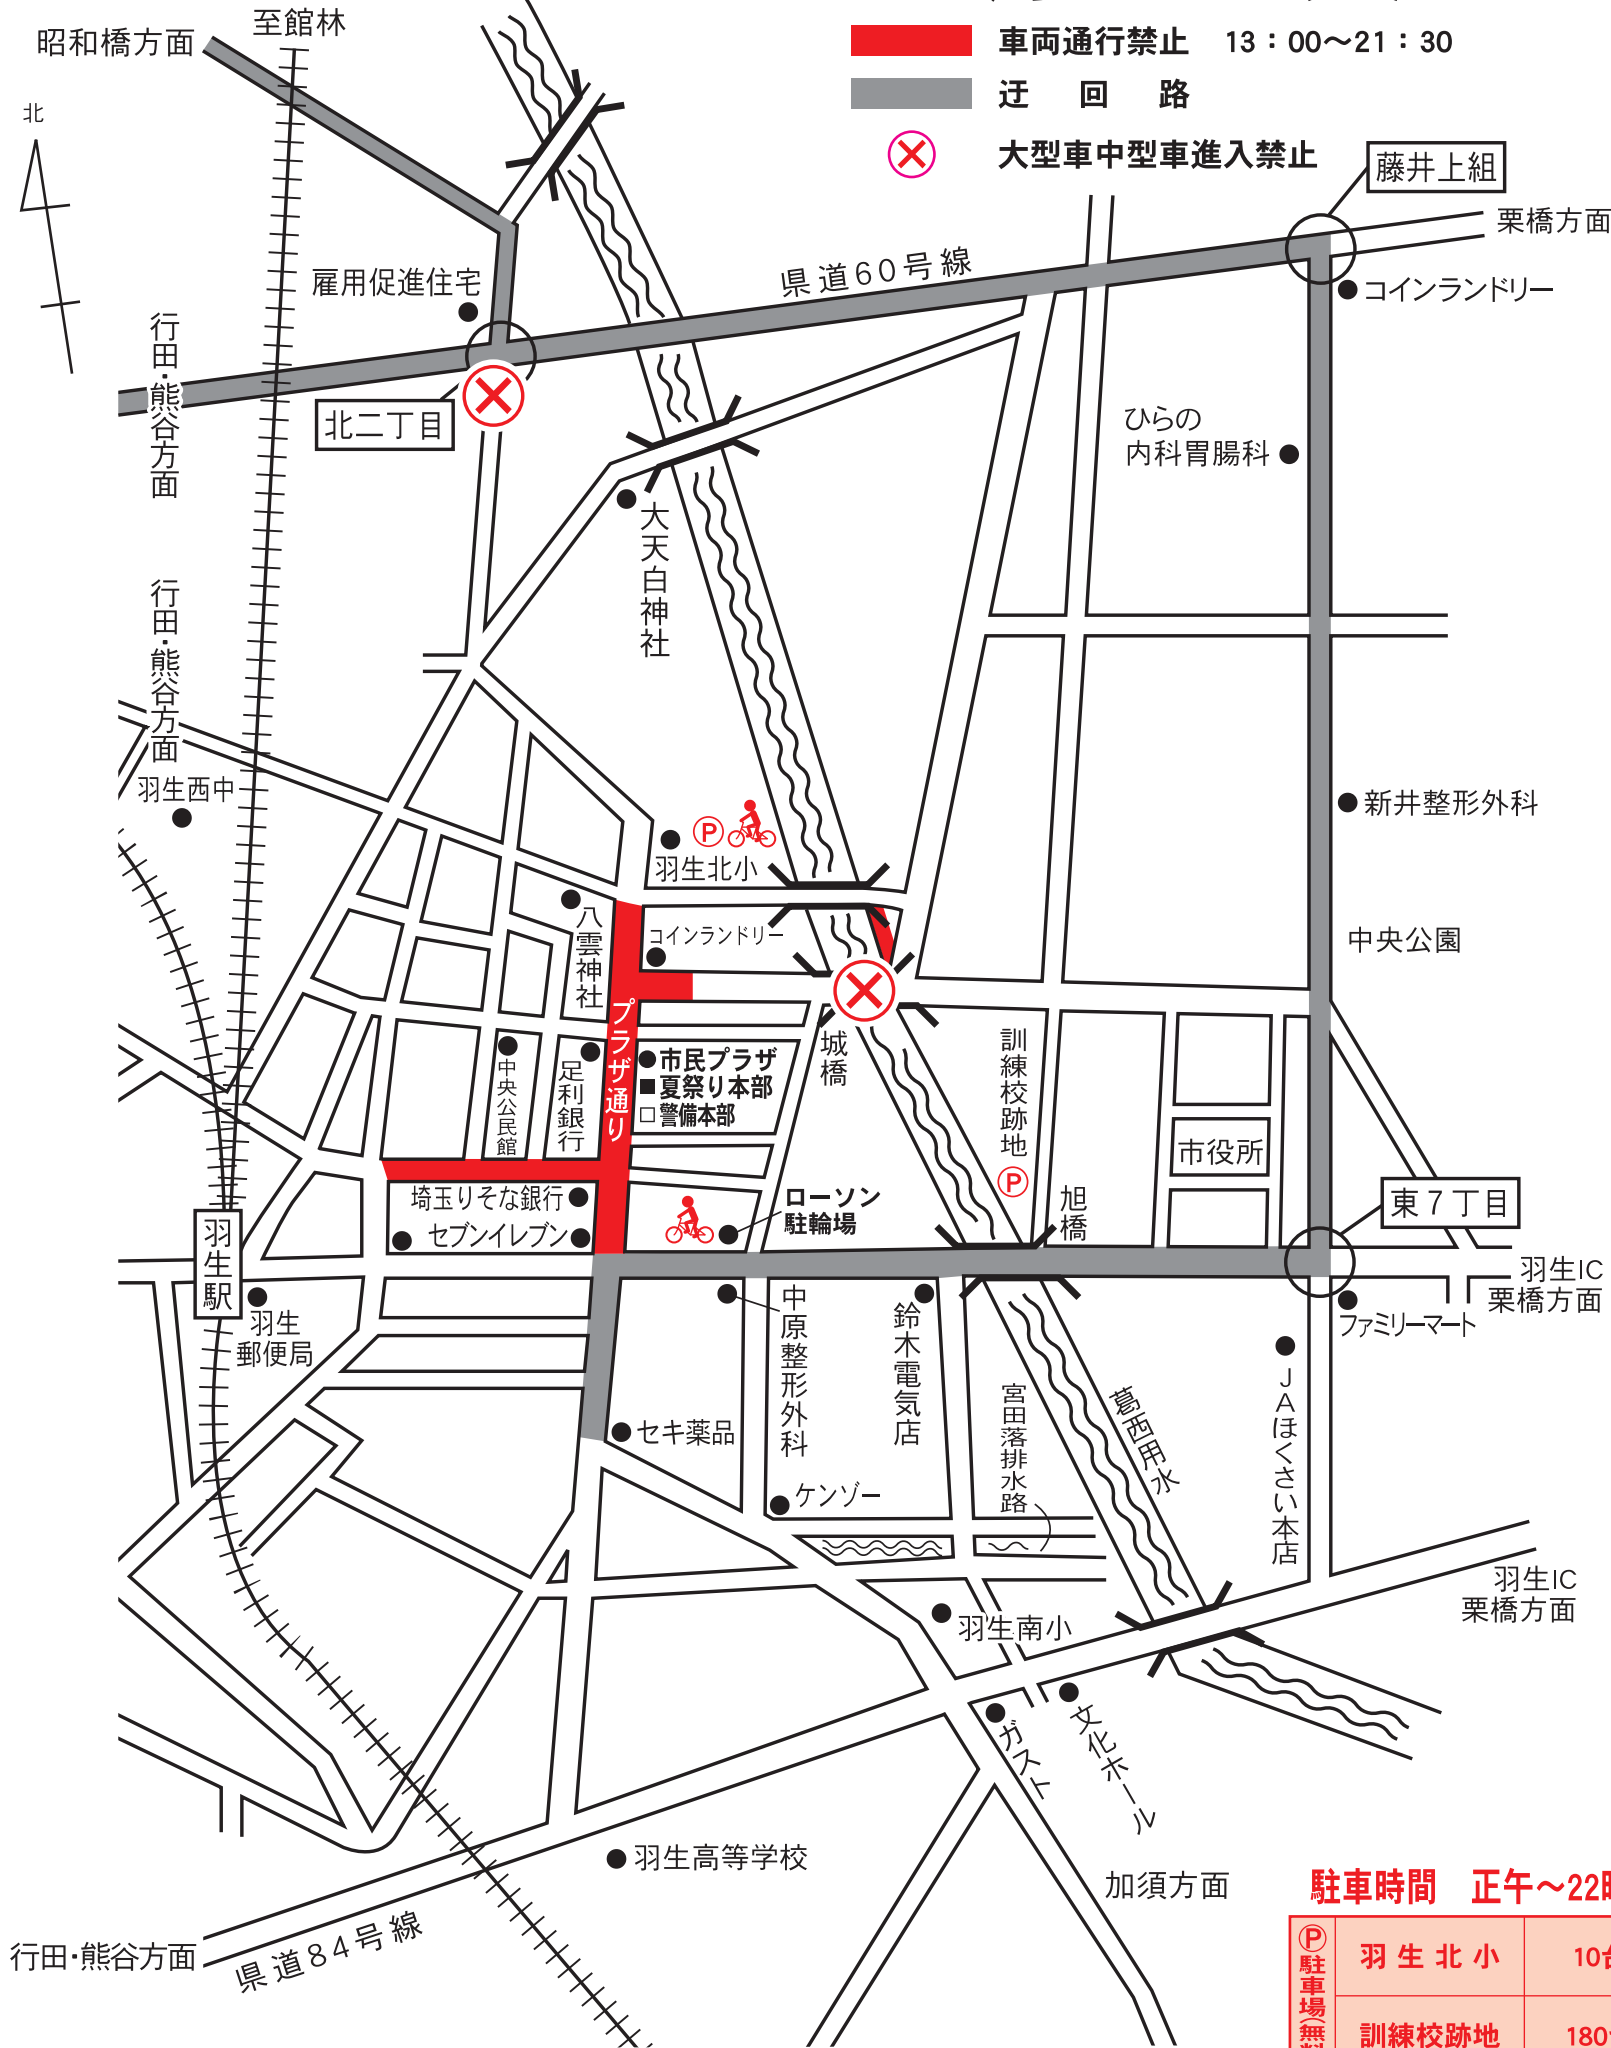 車両通行禁止　13：00～21：30
迂　回　路
大型車中型車進入禁止
昭和橋方面
至館林
北
藤井上組
栗橋方面
県道60号線
コインランドリー
雇用促進住宅
行田・熊谷方面
北二丁目
ひらの
内科胃腸科
大天白神社
行田・熊谷方面
羽生西中
新井整形外科
Ⓟ
羽生北小
八雲神社
コインランドリー
中央公園
プラザ通り
城橋
訓練校跡地
Ⓟ
●市民プラザ
■夏祭り本部
□警備本部
中央公民館
足利銀行
市役所
旭橋
東７丁目
埼玉りそな銀行
セブンイレブン
ローソン
駐輪場
羽生駅
羽生IC
栗橋方面
羽生
郵便局
中原整形外科
鈴木電気店
ファミリーマート
宮田落排水路
葛西用水
JAほくさい本店
セキ薬品
ケンゾー
羽生IC
栗橋方面
羽生南小
ガスト
文化ホール
羽生高等学校
加須方面
行田・熊谷方面
県道84号線
駐車時間　正午～22
Ⓟ駐車場(無
羽生北小　10
訓練校跡地　180